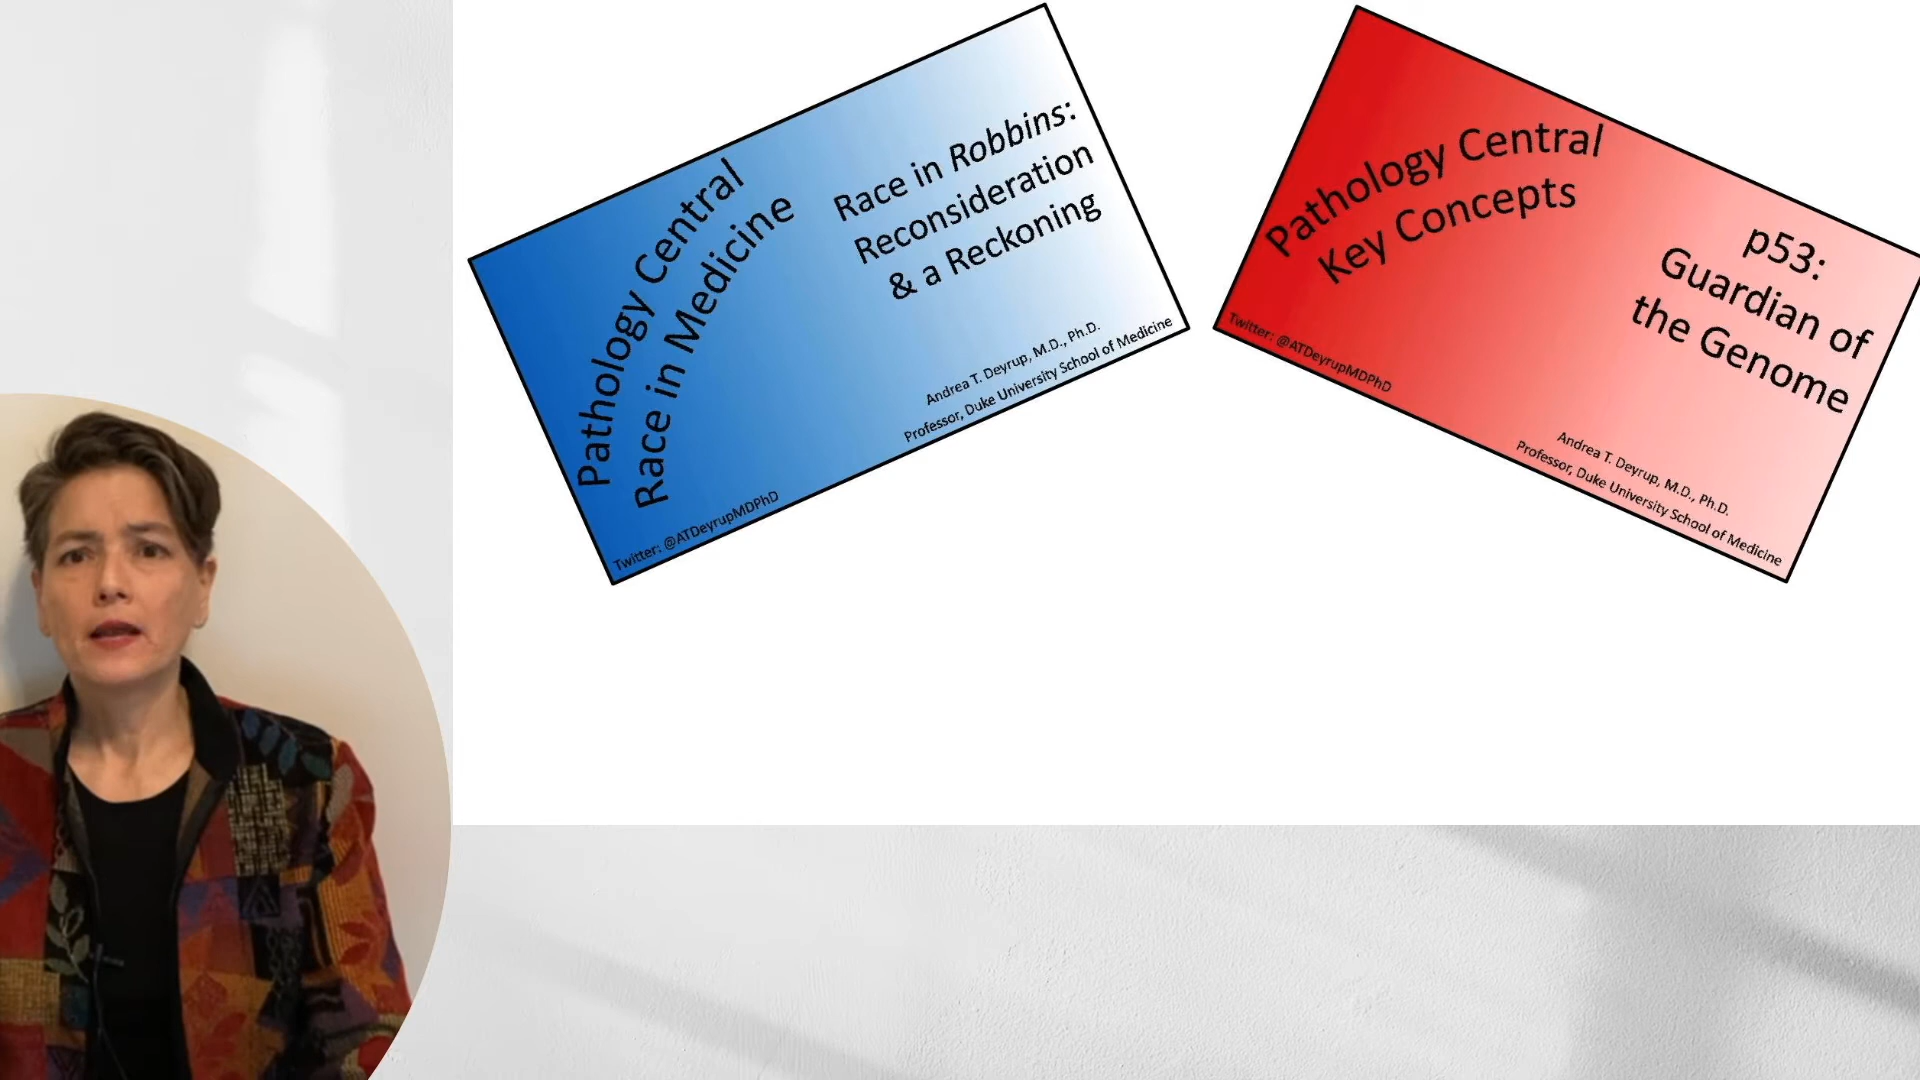 Pathology Central
Race in Medicine
Race in Robbins:
Reconsideration
& a Reckoning
Andrea T. Deyrup, M.D., Ph.D.
Professor, Duke University School of Medicine
Twitter: @ATDeyrupMDPhD
Pathology Central
Key Concepts
p53:
Guardian of
the Genome
Twitter: @ATDeyrupMDPhD
Andrea T. Deyrup, M.D., Ph.D.
Professor, Duke University School of Medicine